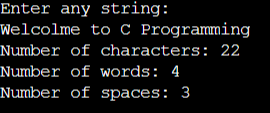 Enter any string:
Welcolme to C Programming
Number of characters: 22
Number of words: 4
Number of spaces: 3